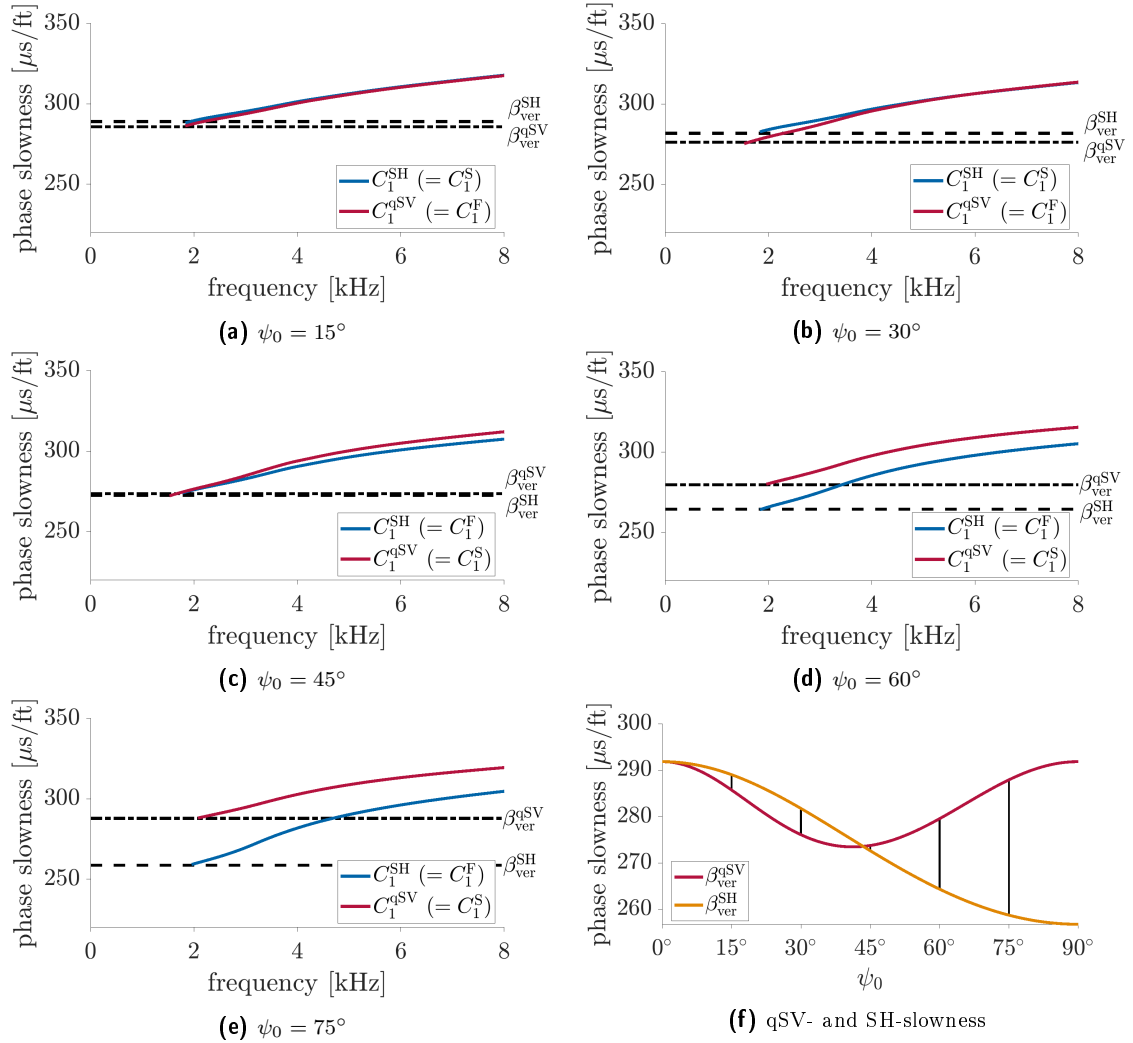 350
300
250
phase slowness [μs/ft]
0 2 4 6 8
frequency [kHz]
β_ver^SH
β_ver^qSV
C_1^SH (= C_1^S)
C_1^qSV (= C_1^F)
(a) ψ_0 = 15°
350
300
250
phase slowness [μs/ft]
0 2 4 6 8
frequency [kHz]
β_ver^SH
β_ver^qSV
C_1^SH (= C_1^S)
C_1^qSV (= C_1^F)
(b) ψ_0 = 30°
350
300
250
phase slowness [μs/ft]
0 2 4 6 8
frequency [kHz]
β_ver^qSV
β_ver^SH
C_1^SH (= C_1^F)
C_1^qSV (= C_1^S)
(c) ψ_0 = 45°
350
300
250
phase slowness [μs/ft]
0 2 4 6 8
frequency [kHz]
β_ver^qSV
β_ver^SH
C_1^SH (= C_1^F)
C_1^qSV (= C_1^S)
(d) ψ_0 = 60°
350
300
250
phase slowness [μs/ft]
0 2 4 6 8
frequency [kHz]
β_ver^qSV
β_ver^SH
C_1^SH (= C_1^F)
C_1^qSV (= C_1^S)
(e) ψ_0 = 75°
300
290
280
270
260
phase slowness [μs/ft]
β_ver^qSV
β_ver^SH
0° 15° 30° 45° 60° 75° 90°
ψ_0
(f) qSV- and SH-slowness